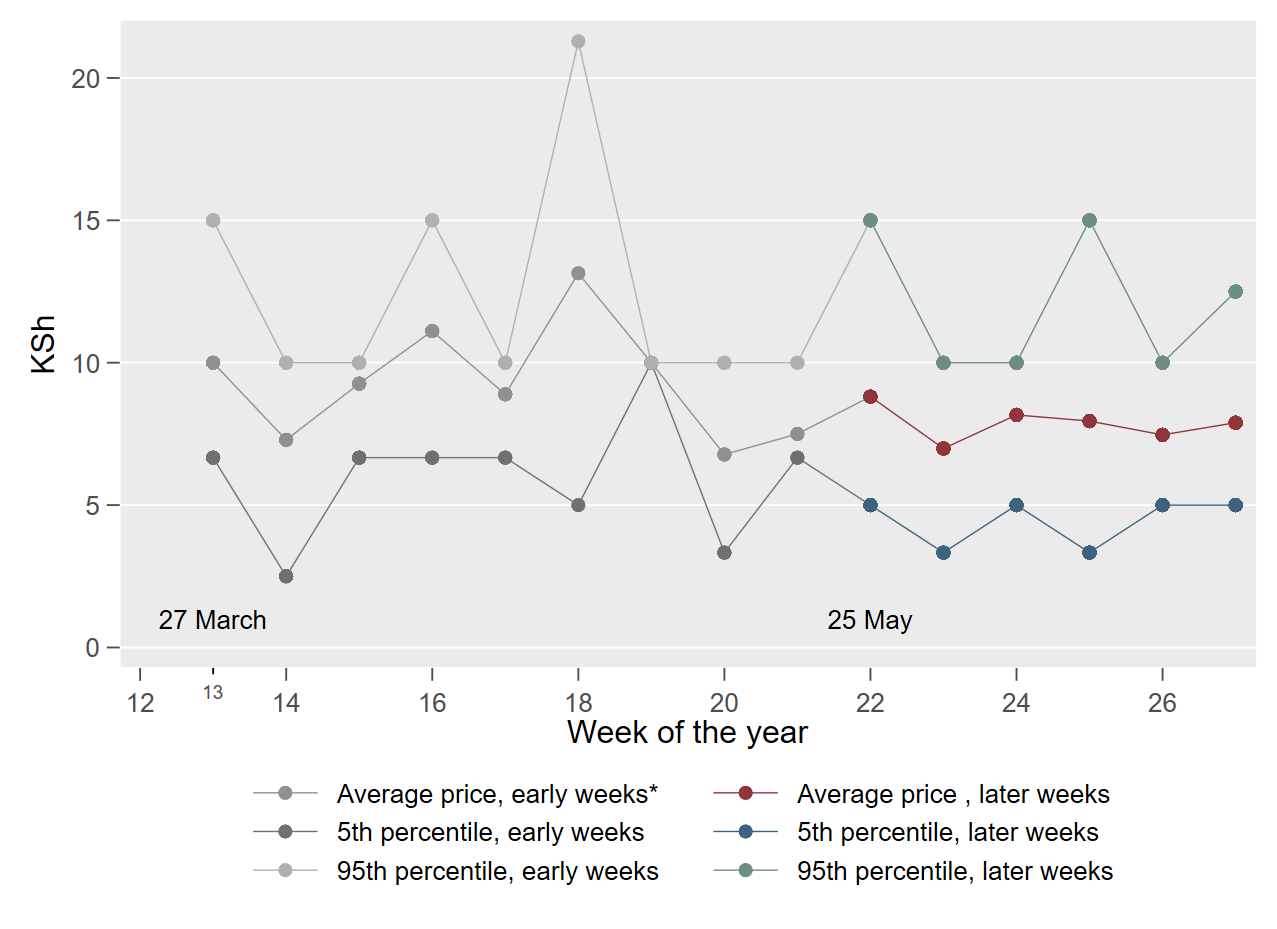 20
15
KSh
10
5
27 March 25 May
0
12 13 14 16 18 20 22 24 26
Week of the year
Average price, early weeks* Average price , later weeks
5th percentile, early weeks 5th percentile, later weeks
95th percentile, early weeks 95th percentile, later weeks